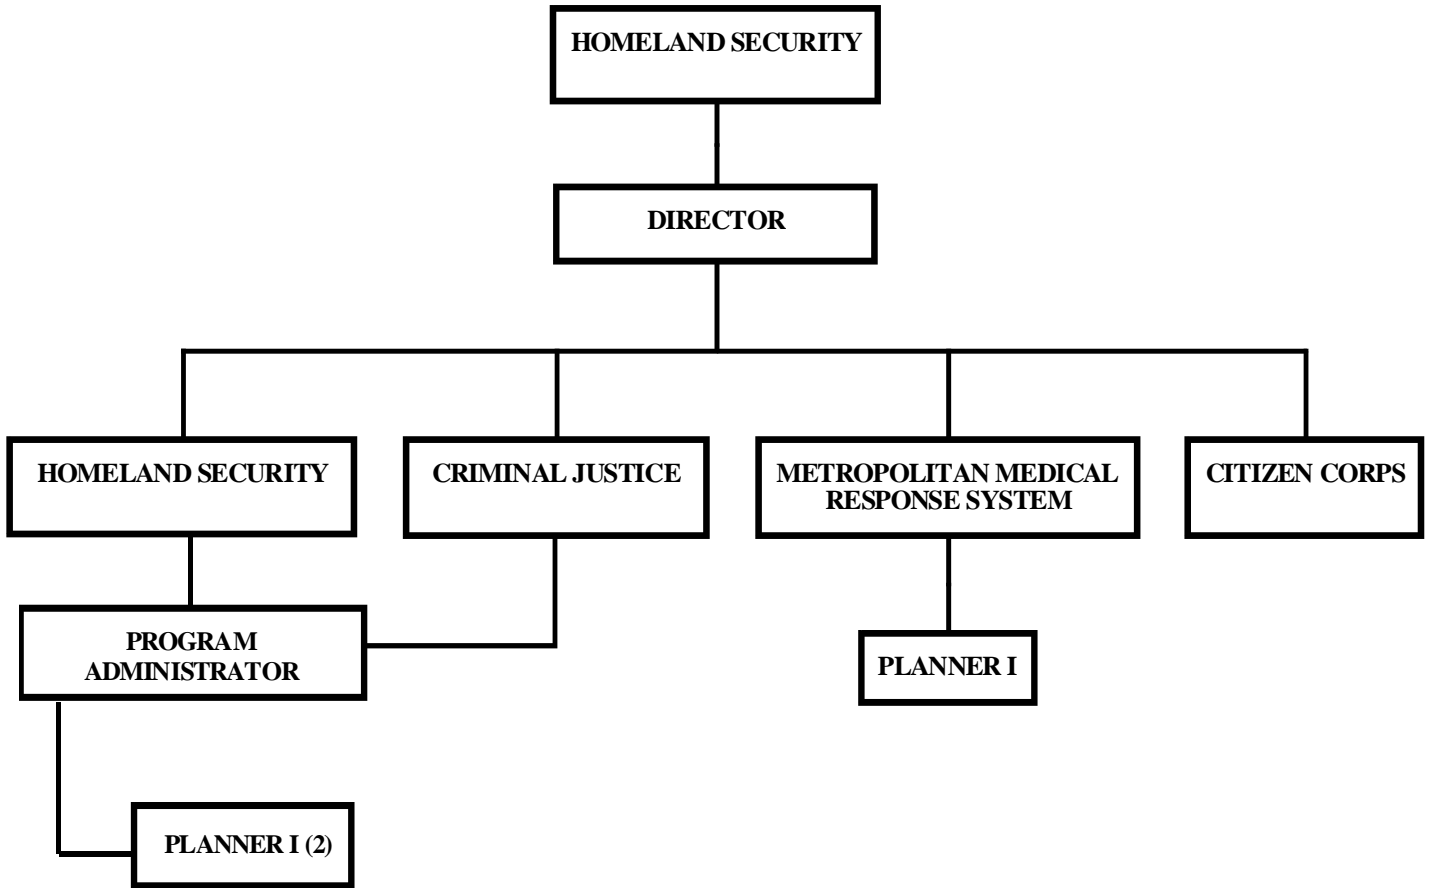 HOMELAND SECURITY
DIRECTOR
HOMELAND SECURITY
CRIMINAL JUSTICE
METROPOLITAN MEDICAL
RESPONSE SYSTEM
CITIZEN CORPS
PROGRAM
ADMINISTRATOR
PLANNER I
PLANNER I (2)